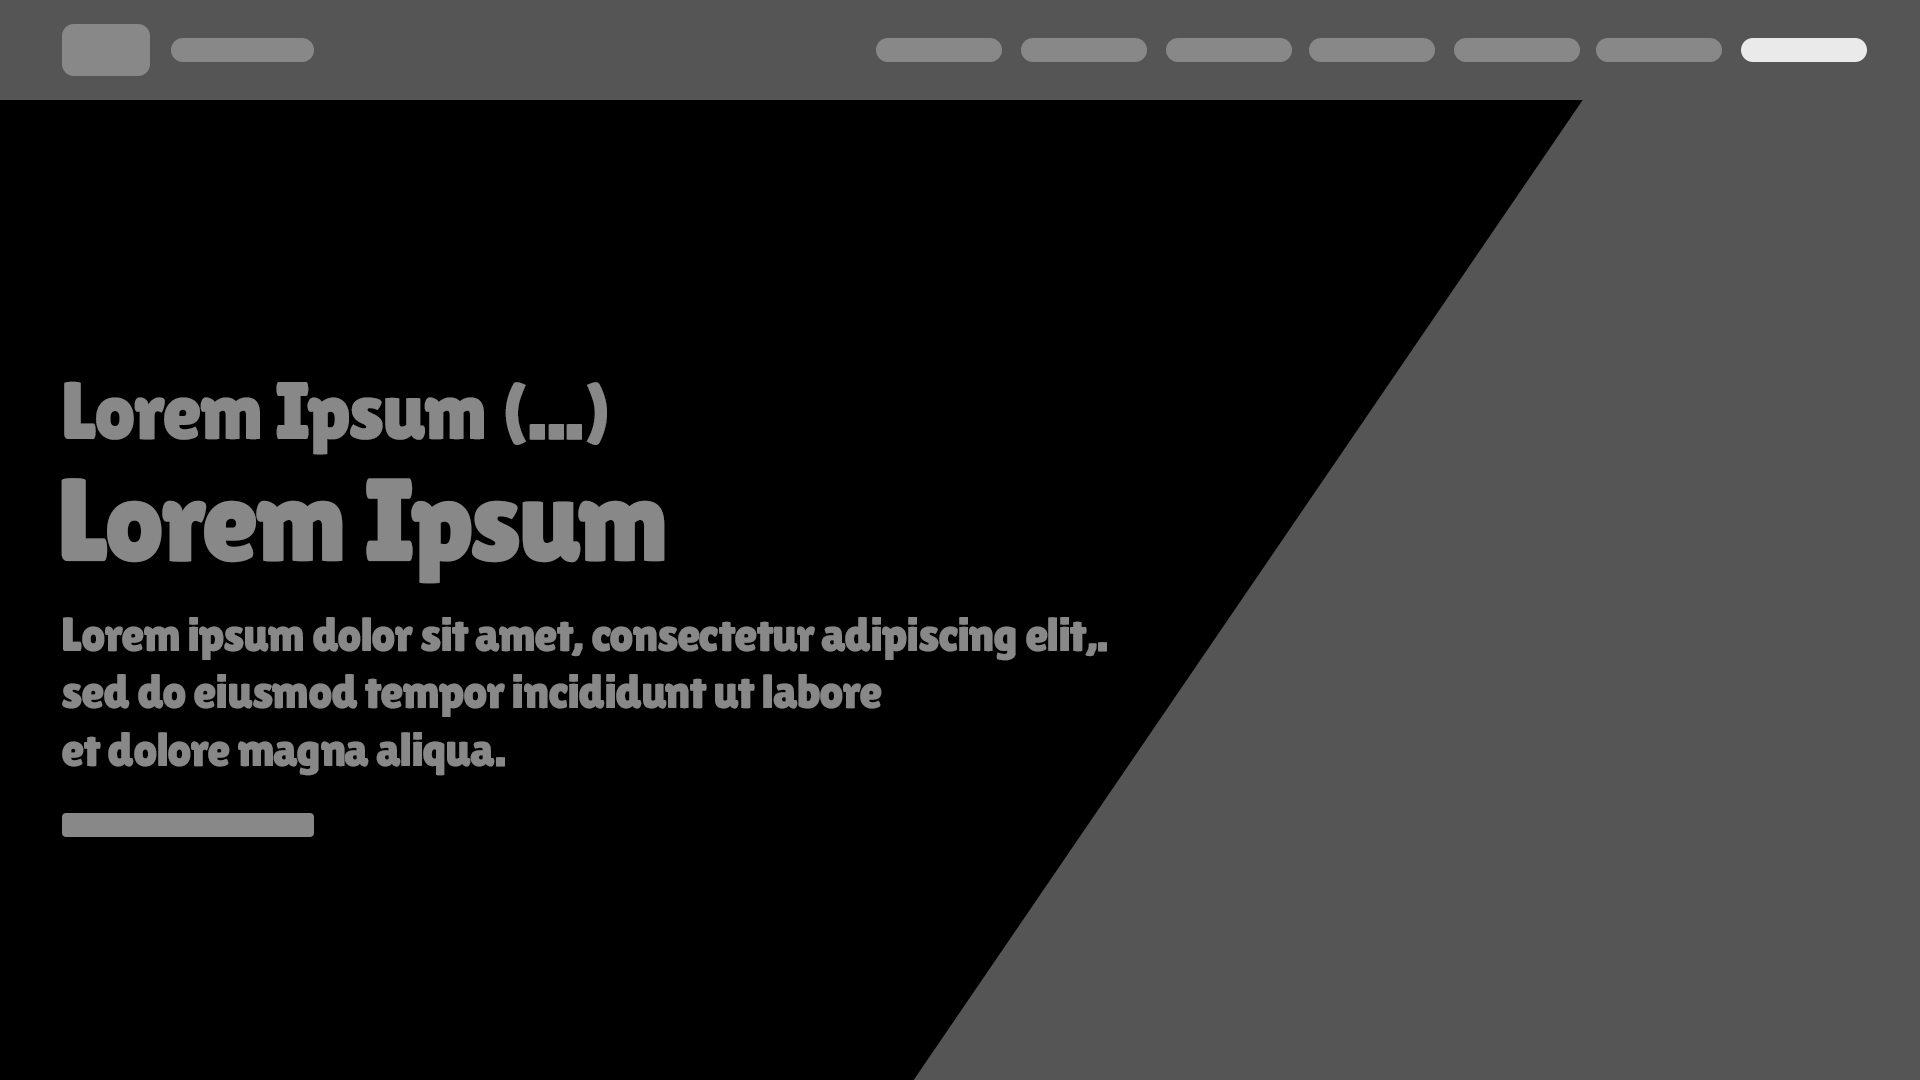 Lorem Ipsum (...)
Lorem Ipsum
Lorem ipsum dolor sit amet, consectetur adipiscing elit,.
sed do eiusmod tempor incididunt ut labore
et dolore magna aliqua.